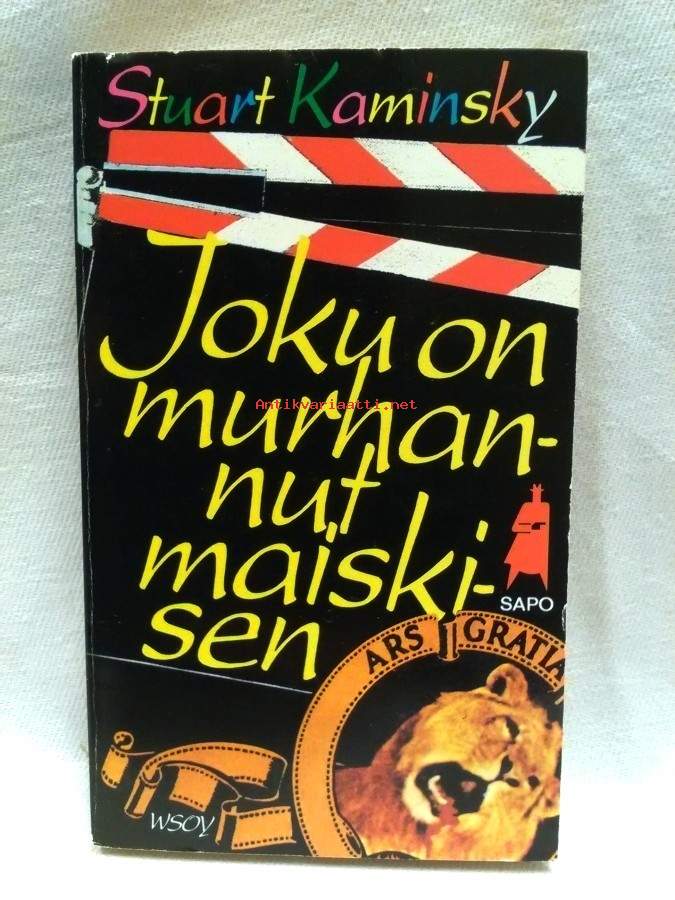 Stuart Kaminsky
Joku on
Antikvariaatti.net
murhan-
nut
maiski-
sen
SAPO
ARS GRATIA
WSOY